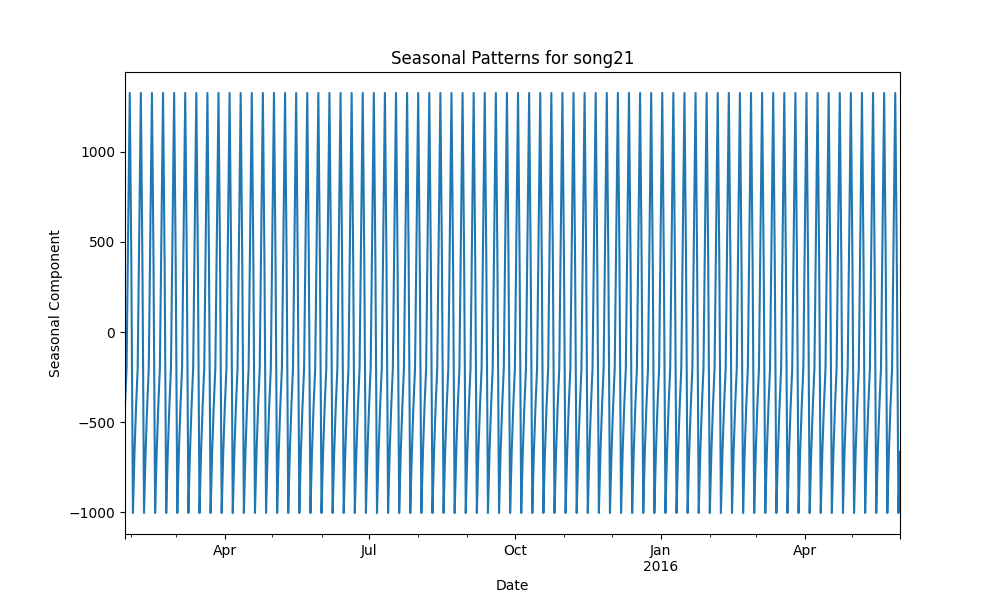 Seasonal Patterns for song21
Seasonal Component
1000
500
0
−500
−1000
Apr
Jul
Oct
Jan
2016
Apr
Date